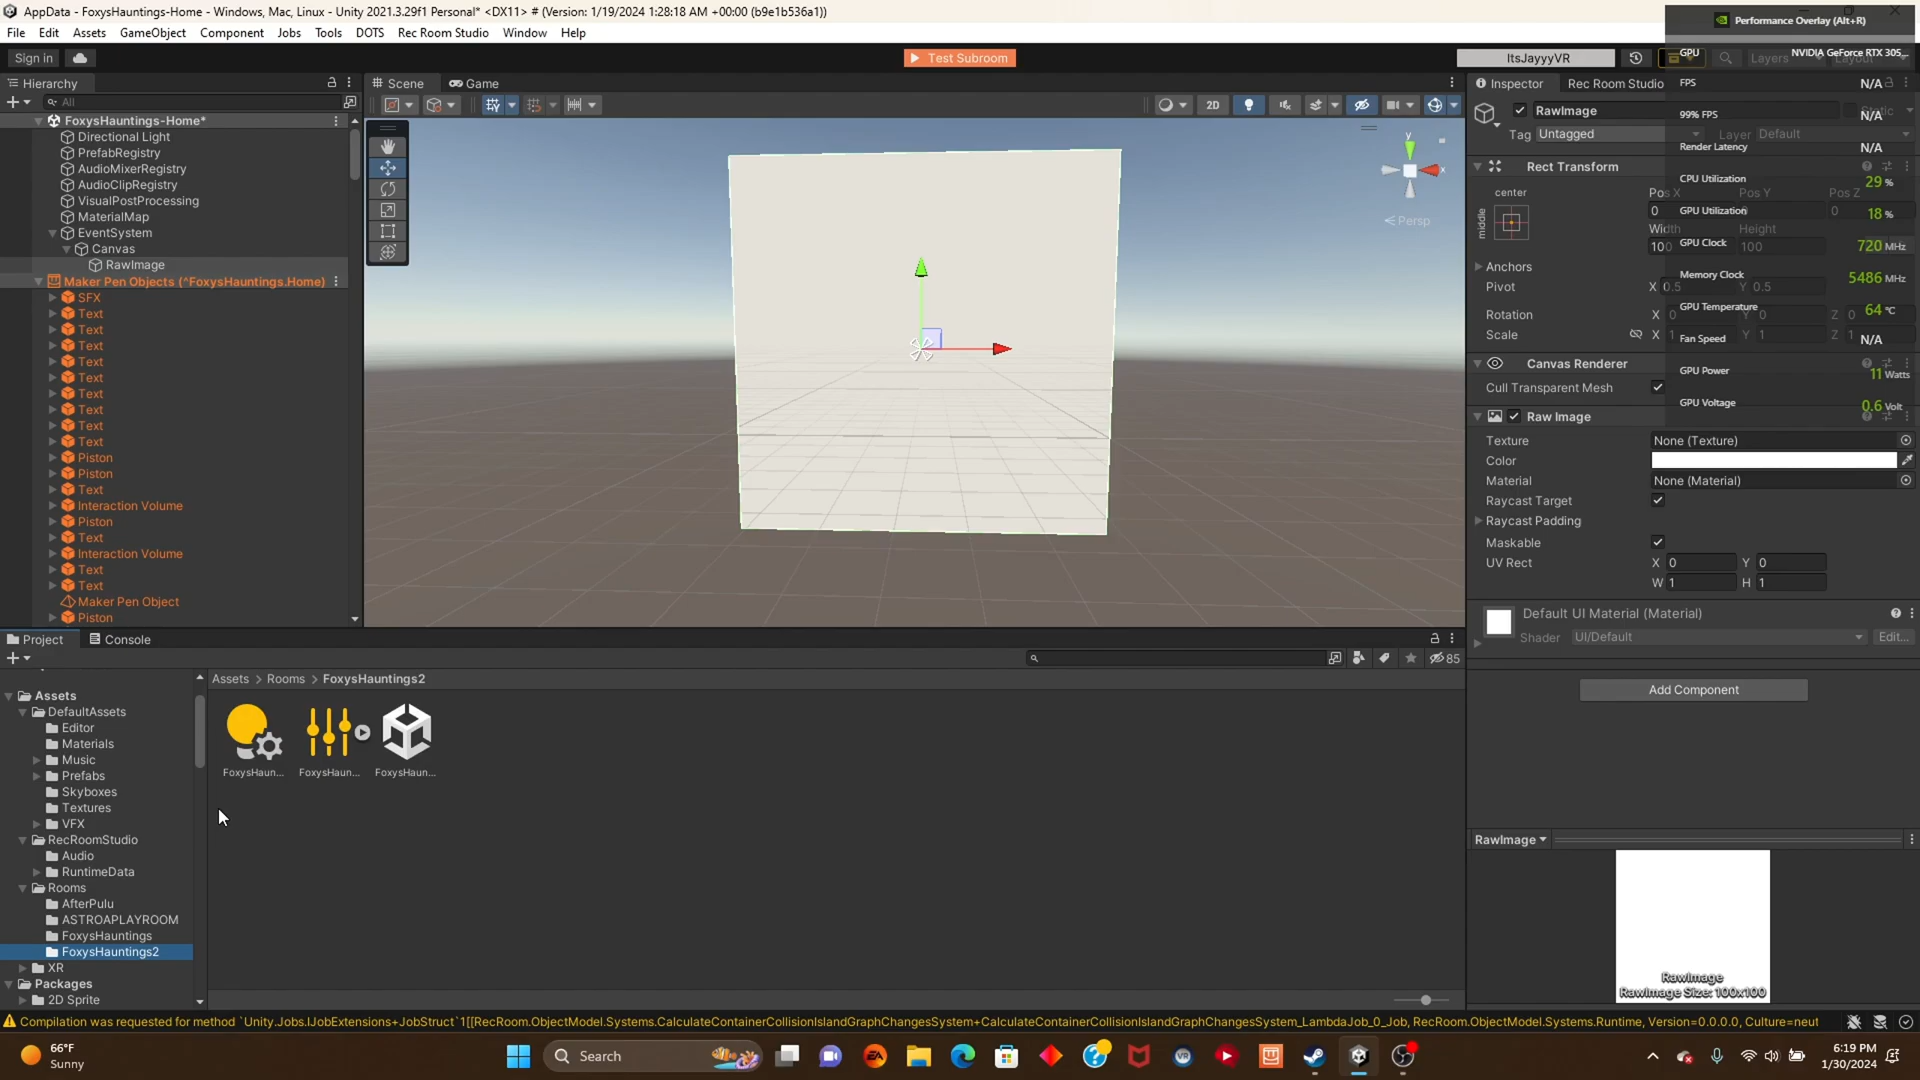 AppData - FoxysHauntings-Home - Windows, Mac, Linux - Unity 2021.3.29f1 Personal* <DX11> # (Version: 1/19/2024 1:28:18 AM +00:00 (b9e1b536a1))
File Edit Assets GameObject Component Jobs Tools DOTS Rec Room Studio Window Help
Performance Overlay (Alt+R)
Sign in
Test Subroom
ItsJayyyVR
Layers
GPU NVIDIA GeForce RTX 305...
Hierarchy
Scene Game
Inspector Rec Room Studio
FPS N/A
All
2D
RawImage
Static
99% FPS N/A
FoxysHauntings-Home*
Directional Light
PrefabRegistry
AudioMixerRegistry
AudioClipRegistry
VisualPostProcessing
MaterialMap
EventSystem
Canvas
RawImage
Maker Pen Objects (^FoxysHauntings.Home)
SFX
Text
Text
Text
Text
Text
Text
Text
Text
Text
Piston
Piston
Text
Interaction Volume
Piston
Text
Interaction Volume
Text
Text
Maker Pen Object
Piston
y
x
Persp
Tag Untagged Layer Default
Render Latency N/A
Rect Transform
CPU Utilization 29 %
center
middle
Pos X Pos Y Pos Z
0 0 0
GPU Utilization 18 %
Width Height
100 100
GPU Clock 720 MHz
Anchors
Memory Clock 5486 MHz
Pivot X 0.5 Y 0.5
GPU Temperature 64 °C
Rotation X 0 Y 0 Z 0
Scale X 1 Y 1 Z 1
Fan Speed N/A
Canvas Renderer
GPU Power 11 Watts
Cull Transparent Mesh
GPU Voltage 0.6 Volt
Raw Image
Texture None (Texture)
Color
Material None (Material)
Raycast Target
Raycast Padding
Maskable
UV Rect X 0 Y 0
W 1 H 1
Default UI Material (Material)
Shader UI/Default Edit...
Add Component
RawImage
RawImage
RawImage Size: 100x100
Project Console
85
Assets
DefaultAssets
Editor
Materials
Music
Prefabs
Skyboxes
Textures
VFX
RecRoomStudio
Audio
RuntimeData
Rooms
AfterPulu
ASTROAPLAYROOM
FoxysHauntings
FoxysHauntings2
XR
Packages
2D Sprite
Assets > Rooms > FoxysHauntings2
FoxysHaun... FoxysHaun... FoxysHaun...
Compilation was requested for method `Unity.Jobs.IJobExtensions+JobStruct`1[[RecRoom.ObjectModel.Systems.CalculateContainerCollisionIslandGraphChangesSystem+CalculateContainerCollisionIslandGraphChangesSystem_LambdaJob_0_Job, RecRoom.ObjectModel.Systems.Runtime, Version=0.0.0.0, Culture=neut
66°F
Sunny
Search
6:19 PM
1/30/2024